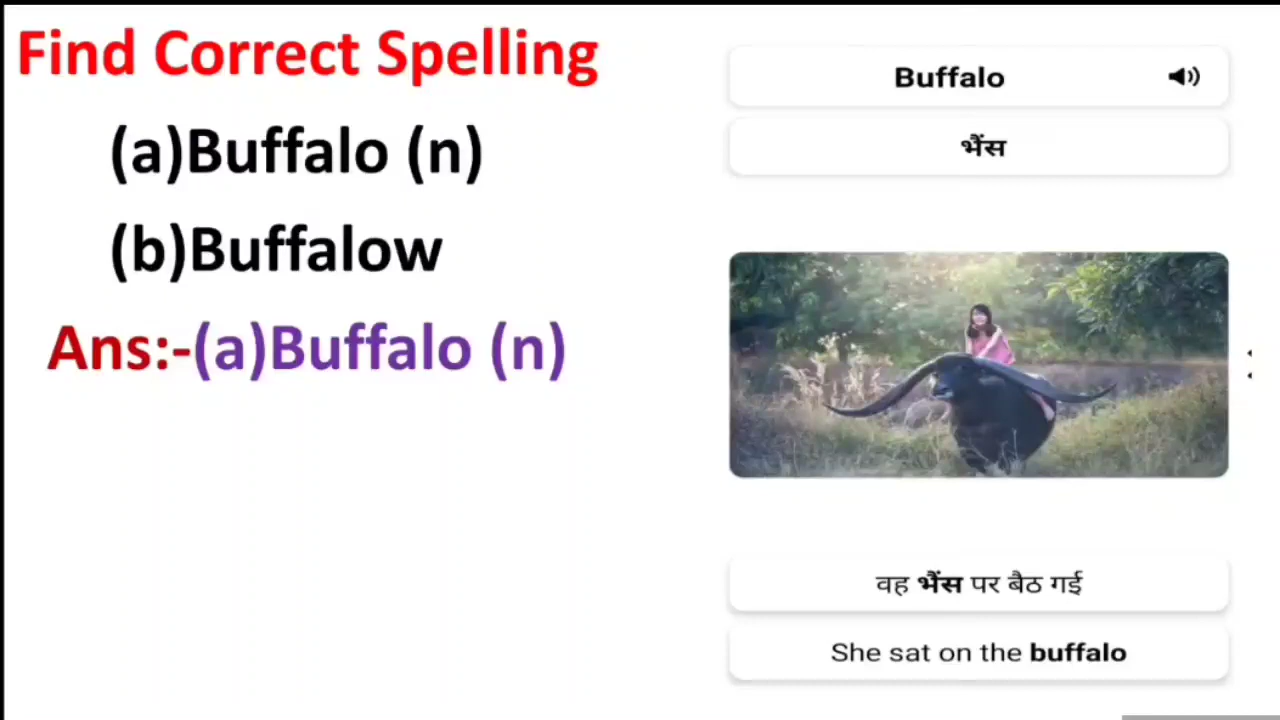 Find Correct Spelling
(a)Buffalo (n)
(b)Buffalow
Ans:-(a)Buffalo (n)
Buffalo
भैंस
वह भैंस पर बैठ गई
She sat on the buffalo